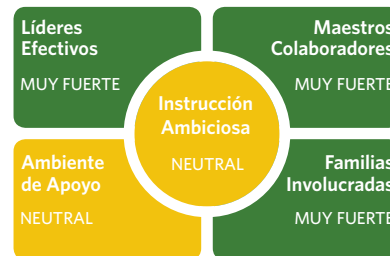 Líderes
Efectivos
MUY FUERTE
Maestros
Colaboradores
MUY FUERTE
Instrucción
Ambiciosa
NEUTRAL
Ambiente
de Apoyo
NEUTRAL
Familias
Involucradas
MUY FUERTE